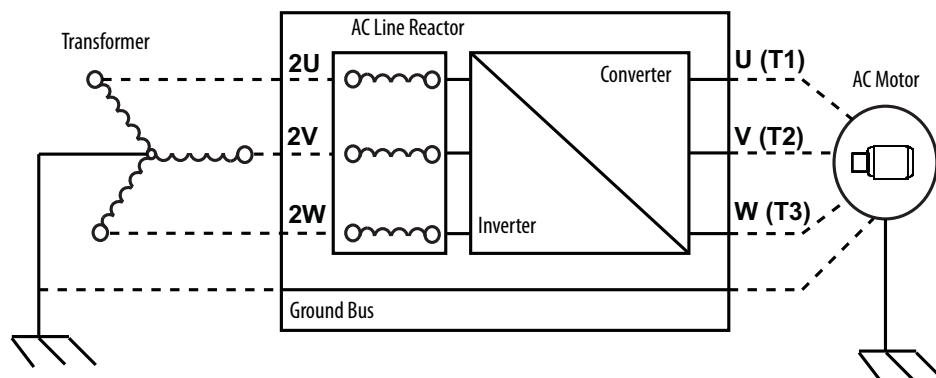 Transformer
AC Line Reactor
2U
2V
2W
Converter
Inverter
U (T1)
V (T2)
W (T3)
AC Motor
Ground Bus